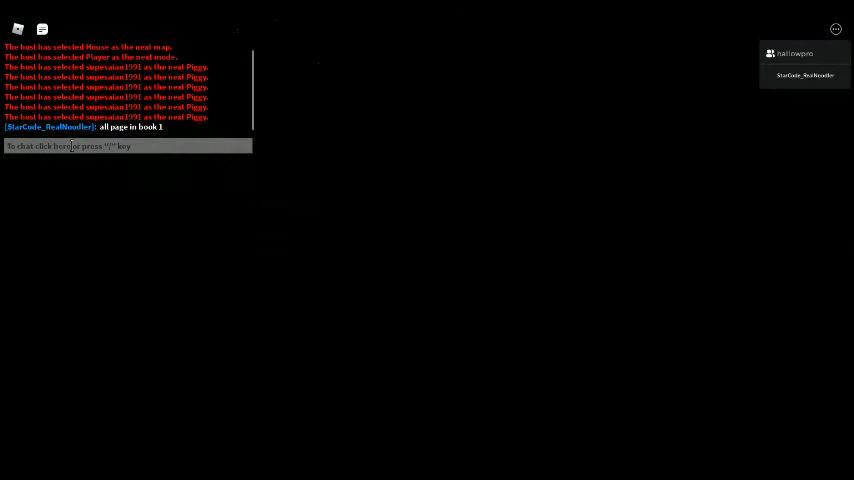 The host has selected House as the next map.
The host has selected Player as the next mode.
The host has selected supesaian1991 as the next Piggy.
The host has selected supesaian1991 as the next Piggy.
The host has selected supesaian1991 as the next Piggy.
The host has selected supesaian1991 as the next Piggy.
The host has selected supesaian1991 as the next Piggy.
The host has selected supesaian1991 as the next Piggy.
[StarCode_RealNoodler]: all page in book 1
To chat click here or press "/" key
hallowpro
StarCode_RealNoodler